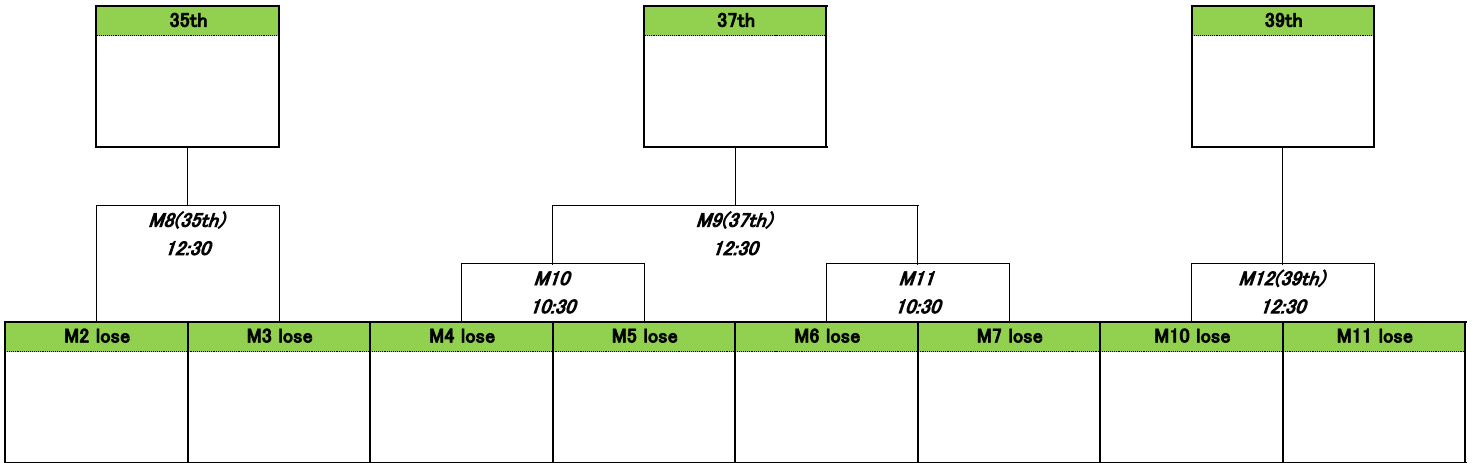 35th
37th
39th
M8(35th)
12:30
M9(37th)
12:30
M10
10:30
M11
10:30
M12(39th)
12:30
M2 lose
M3 lose
M4 lose
M5 lose
M6 lose
M7 lose
M10 lose
M11 lose